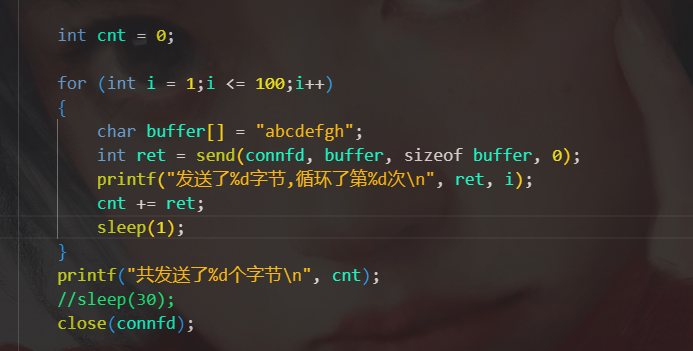 int cnt = 0;
for (int i = 1;i <= 100;i++)
{
char buffer[] = "abcdefgh";
int ret = send(connfd, buffer, sizeof buffer, 0);
printf("发送了%d字节,循环了第%d次\n", ret, i);
cnt += ret;
sleep(1);
}
printf("共发送了%d个字节\n", cnt);
//sleep(30);
close(connfd);